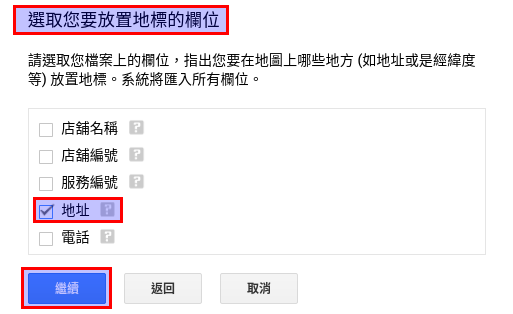 選取您要放置地標的欄位
請選取您檔案上的欄位，指出您要在地圖上哪些地方 (如地址或是經緯度
等) 放置地標。系統將匯入所有欄位。
店舖名稱 ?
店舖編號 ?
服務編號 ?
地址 ?
電話 ?
繼續 返回 取消